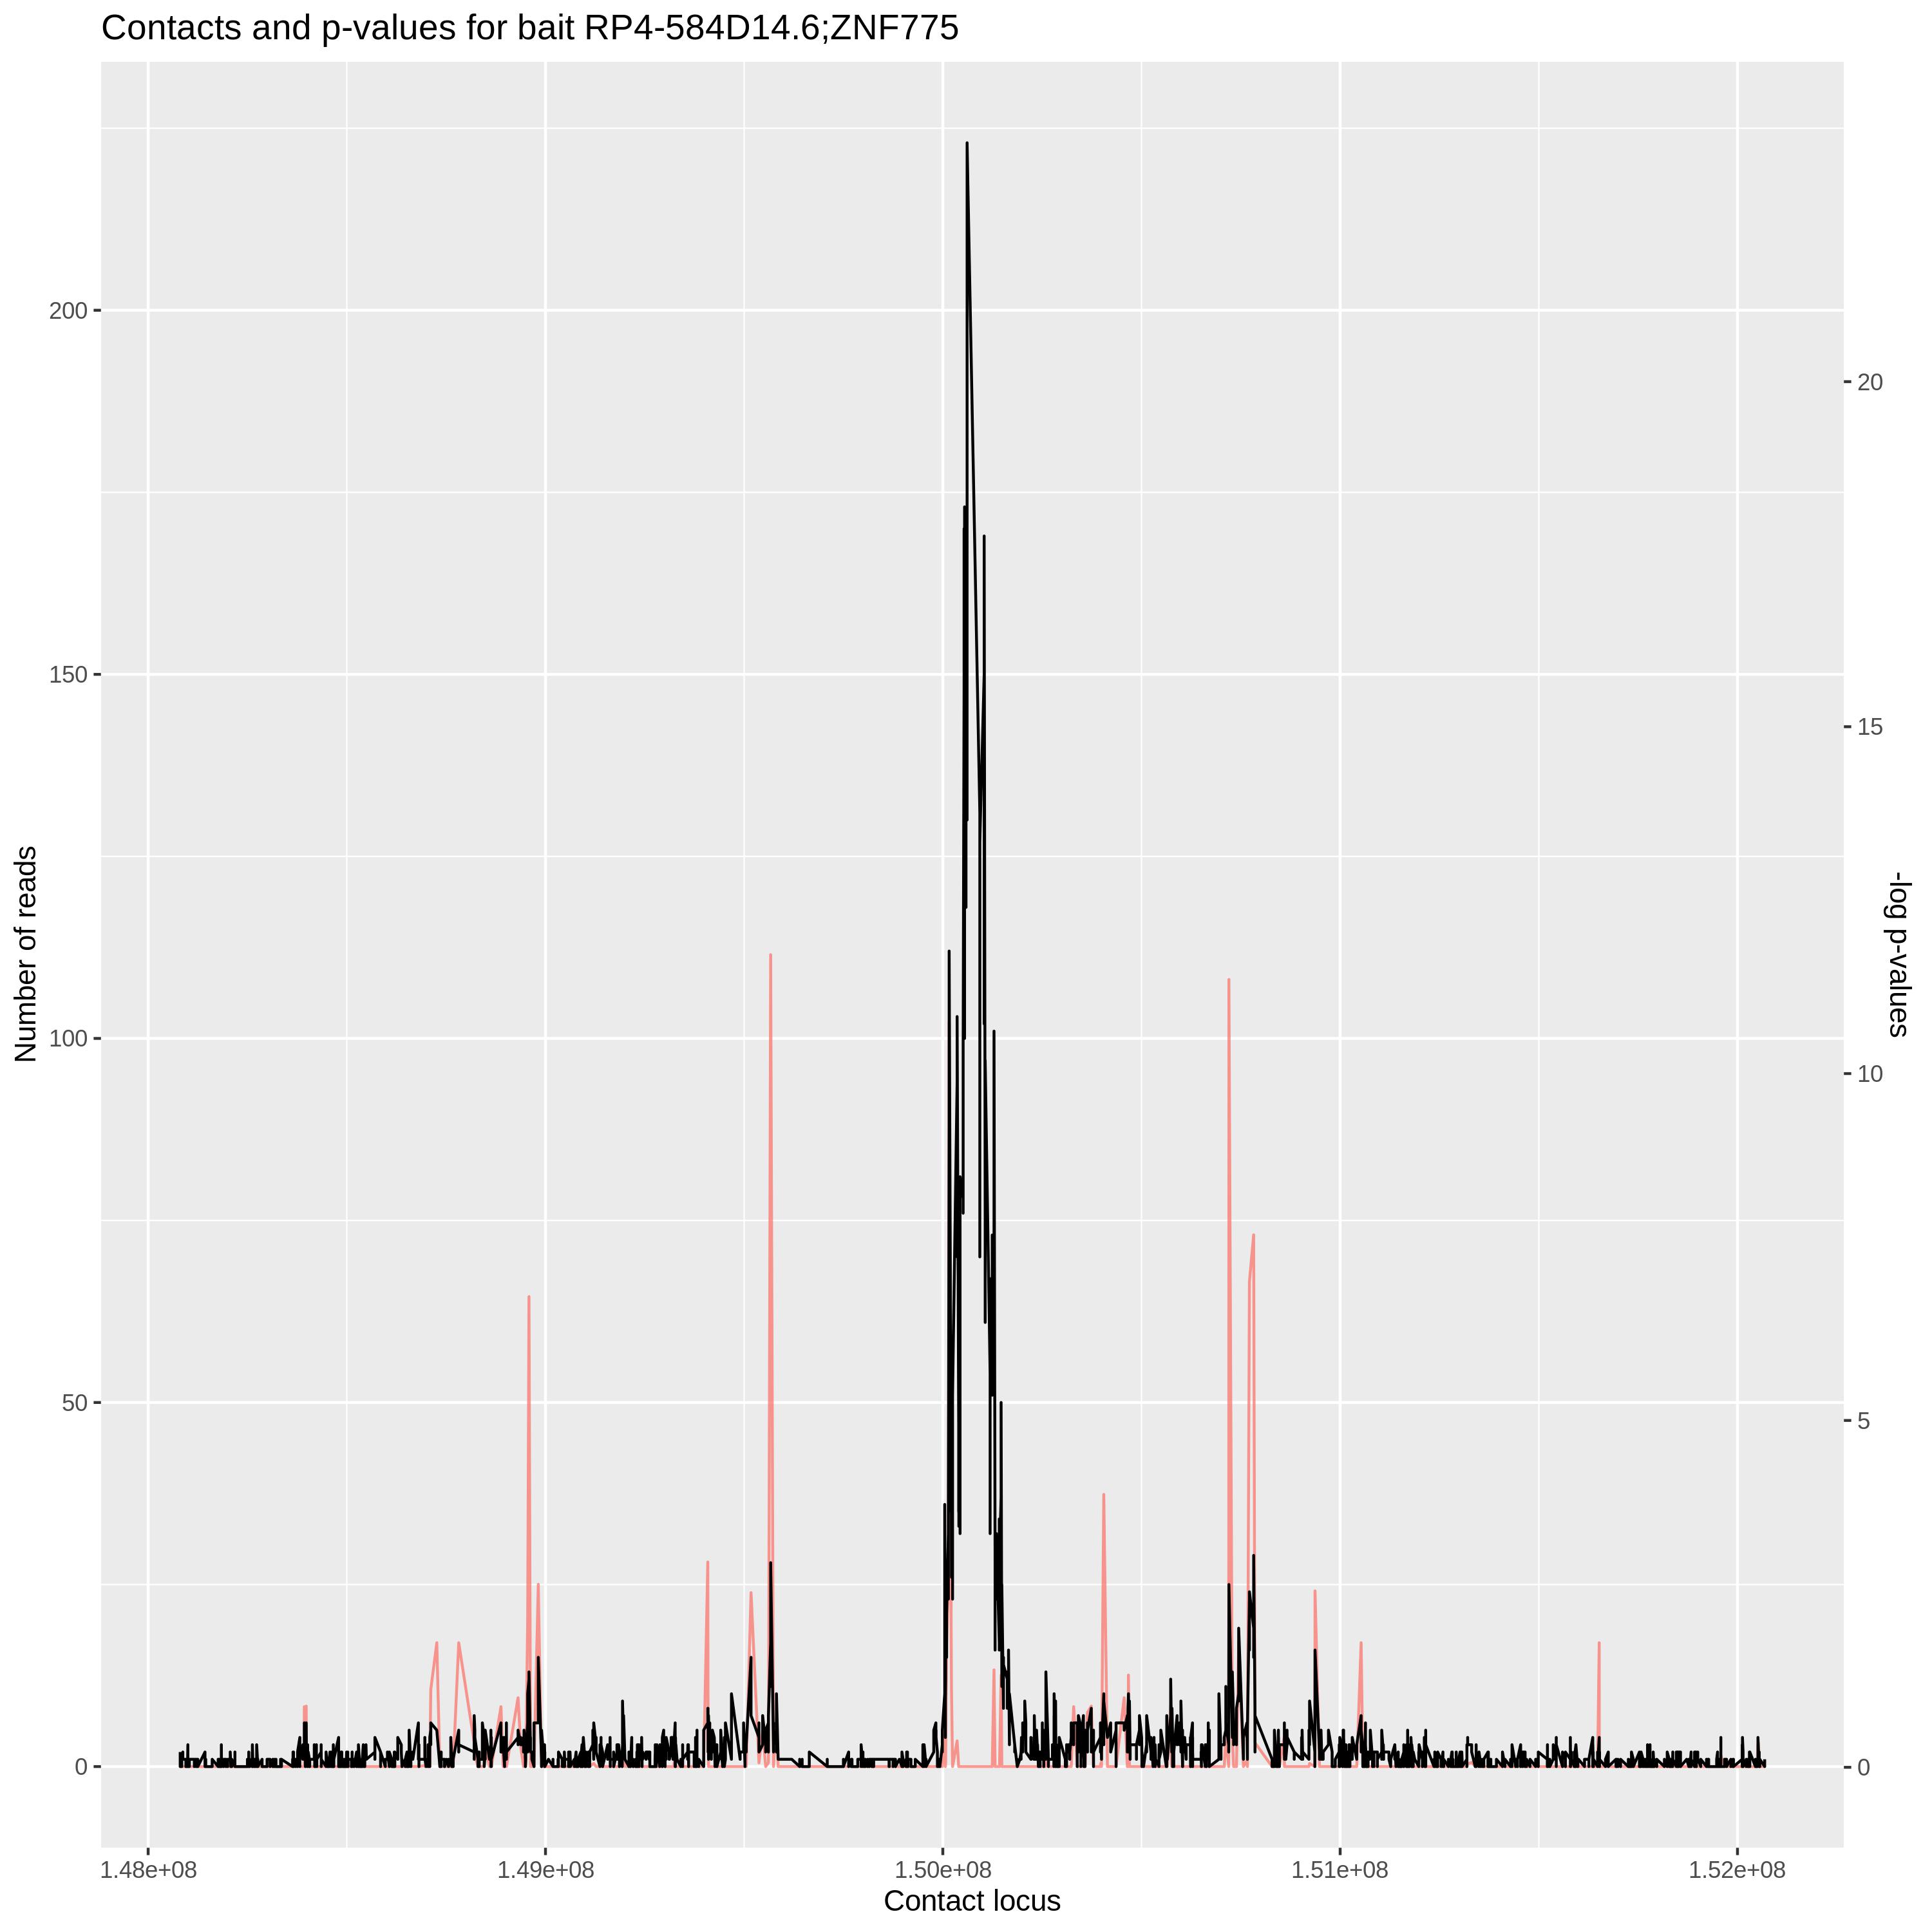 Contacts and p-values for bait RP4-584D14.6;ZNF775
200
150
100
50
0
Number of reads
20
15
10
5
0
-log p-values
1.48e+08
1.49e+08
1.50e+08
1.51e+08
1.52e+08
Contact locus